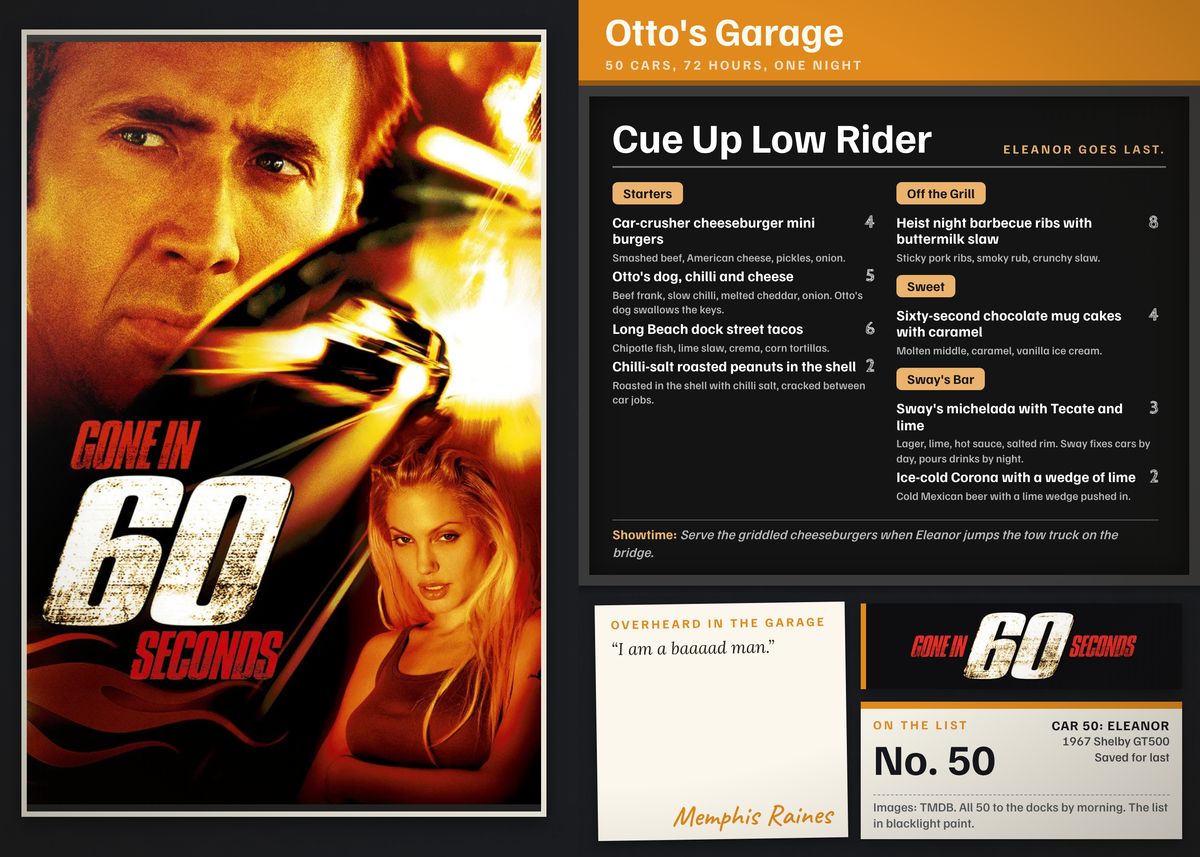 GONE IN
60
SECONDS
Otto's Garage
50 CARS, 72 HOURS, ONE NIGHT
Cue Up Low Rider
ELEANOR GOES LAST.
Starters
Car-crusher cheeseburger mini
burgers
4
Smashed beef, American cheese, pickles, onion.
Otto's dog, chilli and cheese
5
Beef frank, slow chilli, melted cheddar, onion. Otto's
dog swallows the keys.
Long Beach dock street tacos
6
Chipotle fish, lime slaw, crema, corn tortillas.
Chilli-salt roasted peanuts in the shell
2
Roasted in the shell with chilli salt, cracked between
car jobs.
Off the Grill
Heist night barbecue ribs with
buttermilk slaw
8
Sticky pork ribs, smoky rub, crunchy slaw.
Sweet
Sixty-second chocolate mug cakes
with caramel
4
Molten middle, caramel, vanilla ice cream.
Sway's Bar
Sway's michelada with Tecate and
lime
3
Lager, lime, hot sauce, salted rim. Sway fixes cars by
day, pours drinks by night.
Ice-cold Corona with a wedge of lime
2
Cold Mexican beer with a lime wedge pushed in.
Showtime: Serve the griddled cheeseburgers when Eleanor jumps the tow truck on the
bridge.
OVERHEARD IN THE GARAGE
“I am a baaaad man.”
Memphis Raines
GONE IN 60 SECONDS
ON THE LIST
No. 50
CAR 50: ELEANOR
1967 Shelby GT500
Saved for last
Images: TMDB. All 50 to the docks by morning. The list
in blacklight paint.